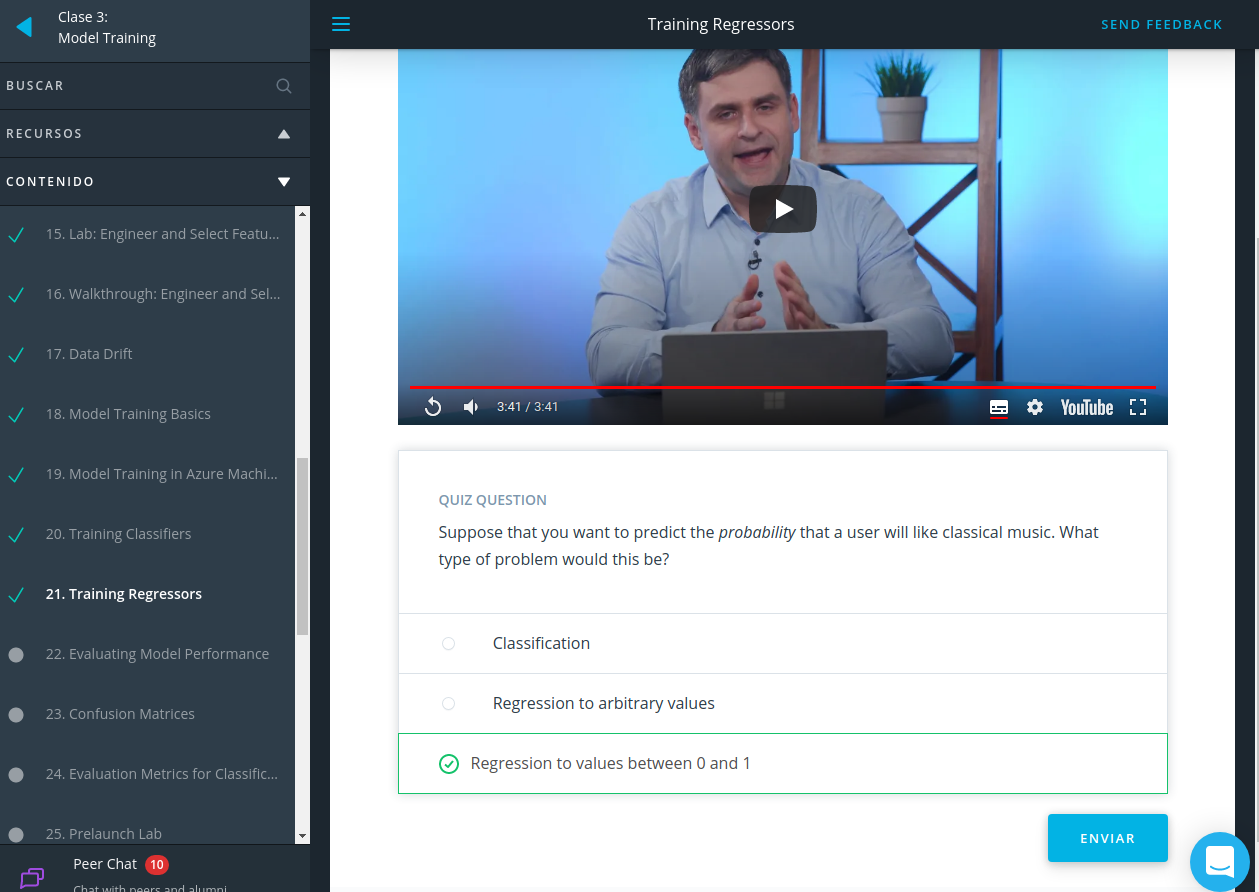 Clase 3:
Model Training
BUSCAR
RECURSOS
CONTENIDO
15. Lab: Engineer and Select Featu...
16. Walkthrough: Engineer and Sel...
17. Data Drift
18. Model Training Basics
19. Model Training in Azure Machi...
20. Training Classifiers
21. Training Regressors
22. Evaluating Model Performance
23. Confusion Matrices
24. Evaluation Metrics for Classific...
25. Prelaunch Lab
Peer Chat 10
Chat with peers and alumni
Training Regressors
SEND FEEDBACK
3:41 / 3:41
YouTube
QUIZ QUESTION
Suppose that you want to predict the probability that a user will like classical music. What
type of problem would this be?
Classification
Regression to arbitrary values
Regression to values between 0 and 1
ENVIAR